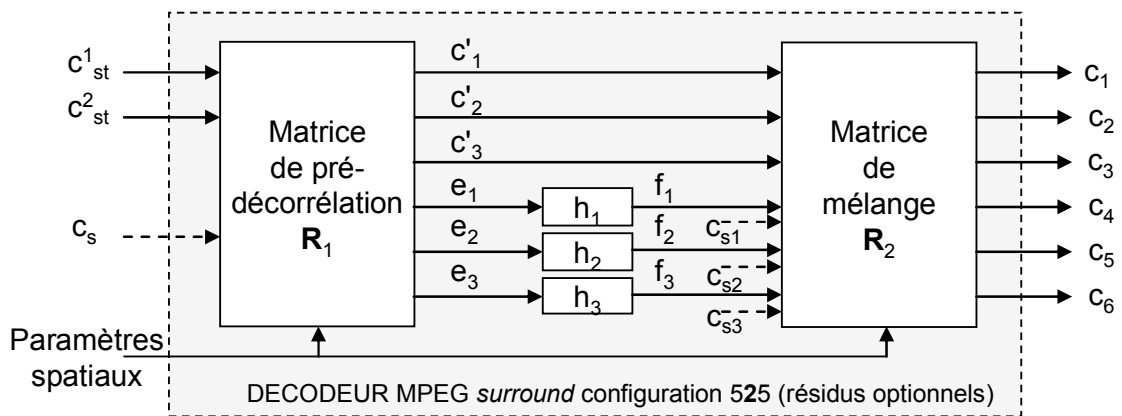 c¹st
c²st
cs
Paramètres
spatiaux
Matrice
de pré-
décorrélation
R₁
c'₁
c'₂
c'₃
e₁
e₂
e₃
h₁
h₂
h₃
f₁
f₂
f₃
cs1
cs2
cs3
Matrice
de
mélange
R₂
c₁
c₂
c₃
c₄
c₅
c₆
DECODEUR MPEG surround configuration 525 (résidus optionnels)